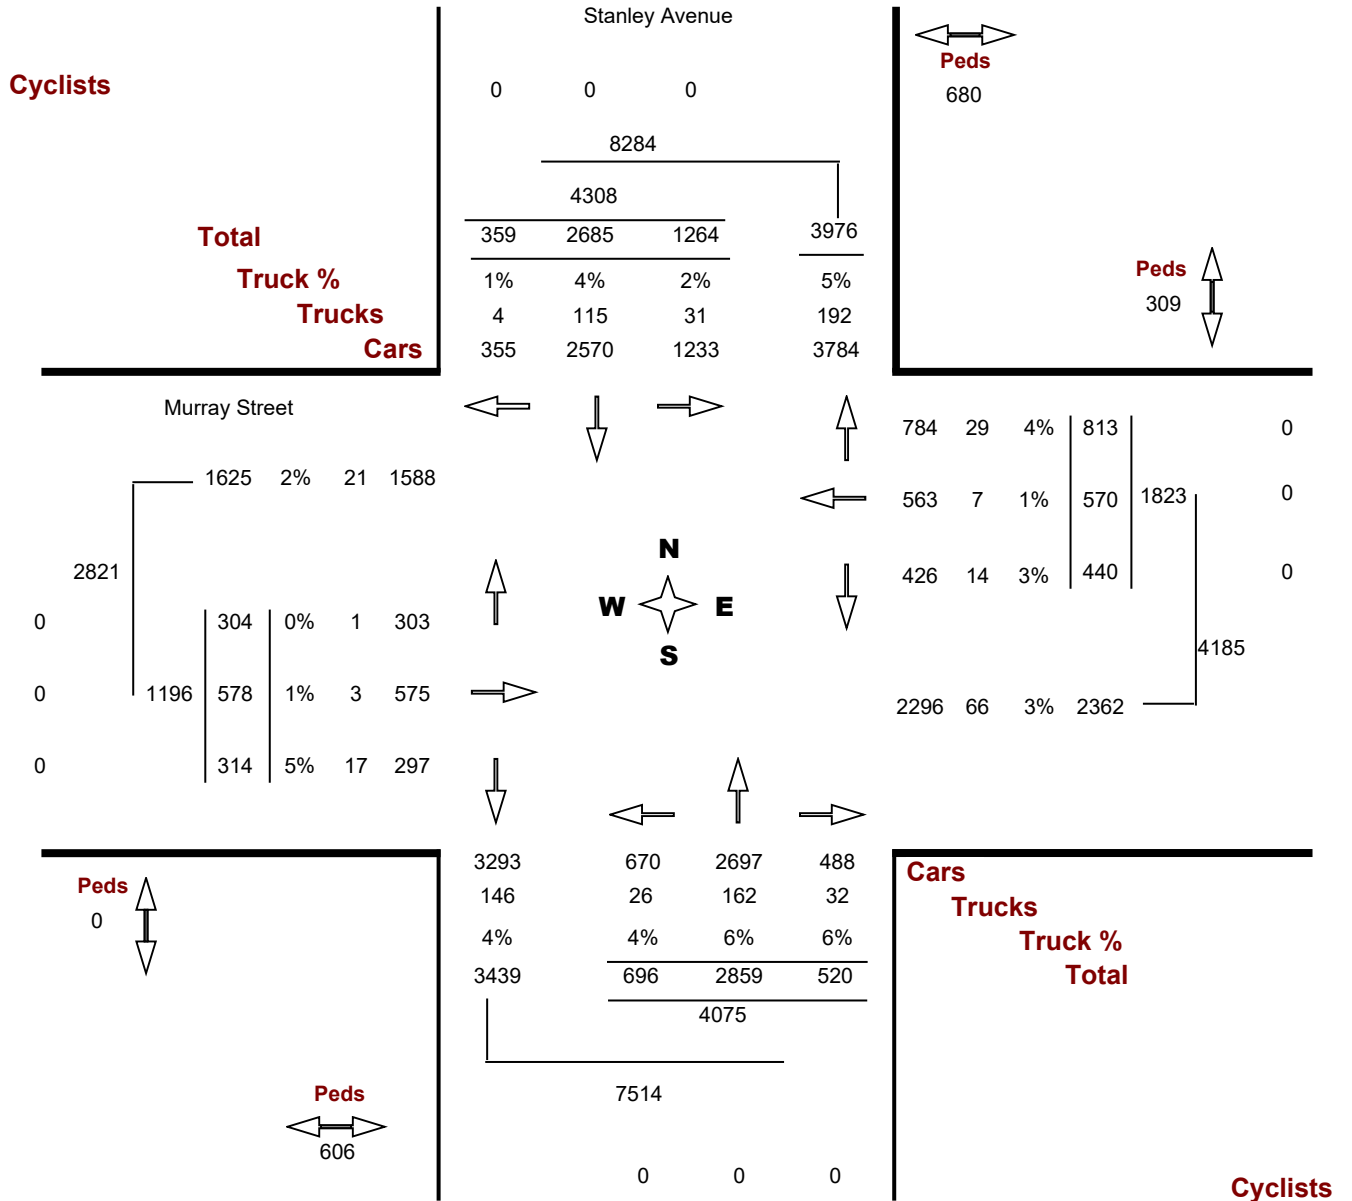 Stanley Avenue
Peds
680
Cyclists
0 0 0
8284
4308
Total 359 2685 1264 3976
Truck % 1% 4% 2% 5%
Trucks 4 115 31 192
Cars 355 2570 1233 3784
Peds
309
Murray Street
784 29 4% 813 0
1625 2% 21 1588
563 7 1% 570 1823 0
N
2821
426 14 3% 440 0
W E
0 304 0% 1 303
S
4185
0 1196 578 1% 3 575
2296 66 3% 2362
0 314 5% 17 297
3293 670 2697 488 Cars
146 26 162 32 Trucks
4% 4% 6% 6% Truck %
3439 696 2859 520 Total
4075
Peds
0
7514
Peds
606
0 0 0
Cyclists